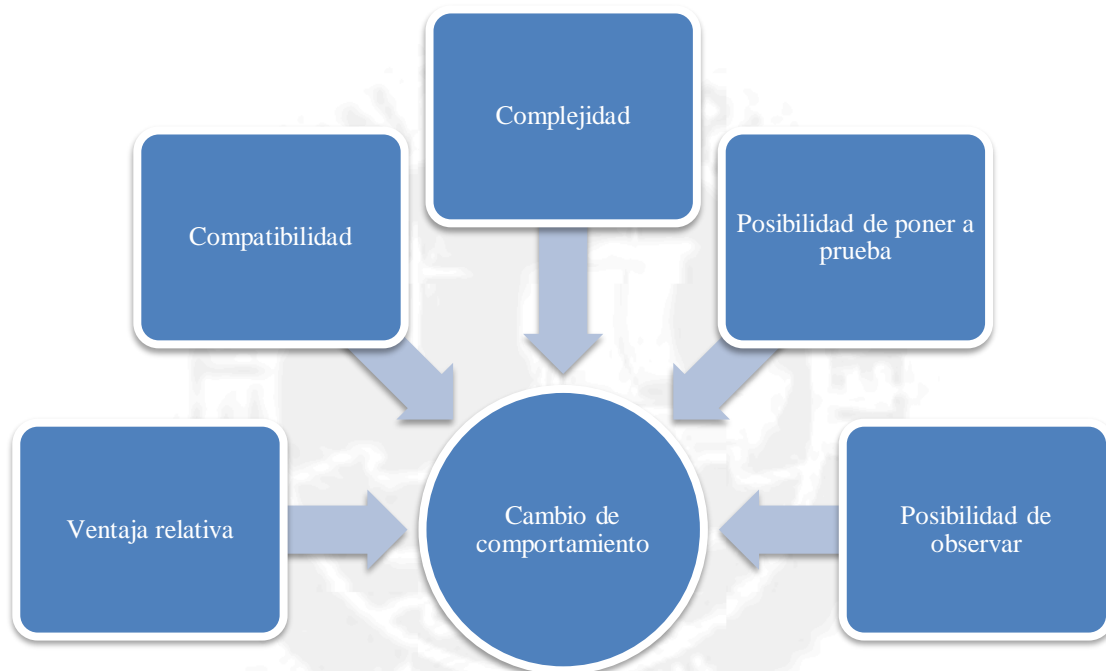 Complejidad
Compatibilidad
Posibilidad de poner a
prueba
Ventaja relativa
Cambio de
comportamiento
Posibilidad de
observar